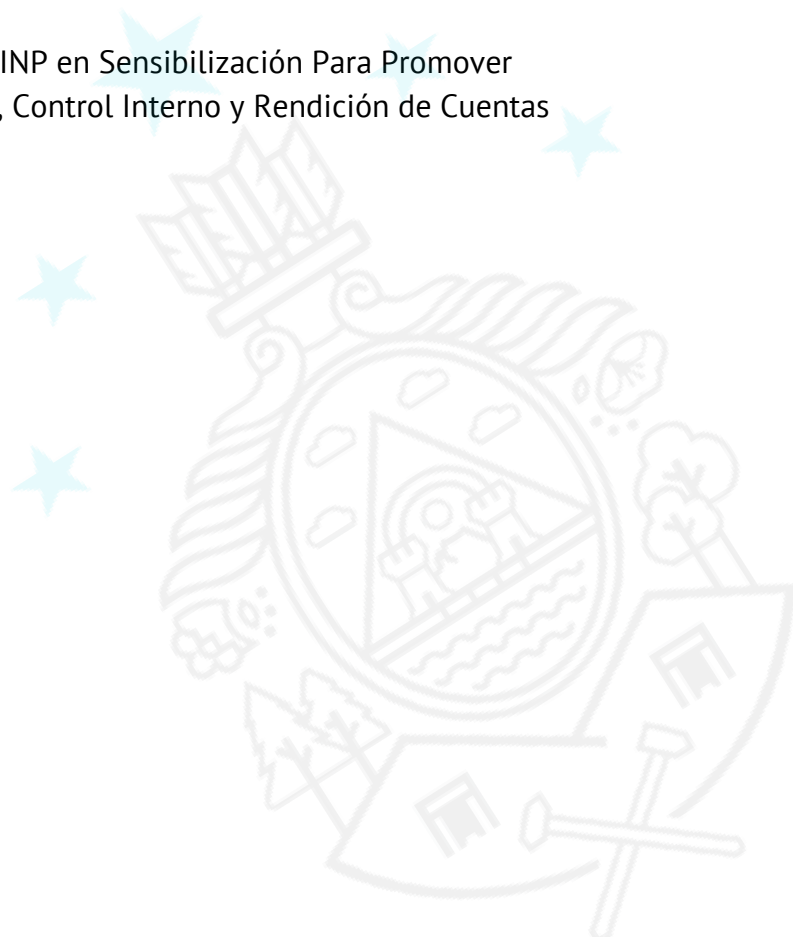 INP en Sensibilización Para Promover
, Control Interno y Rendición de Cuentas